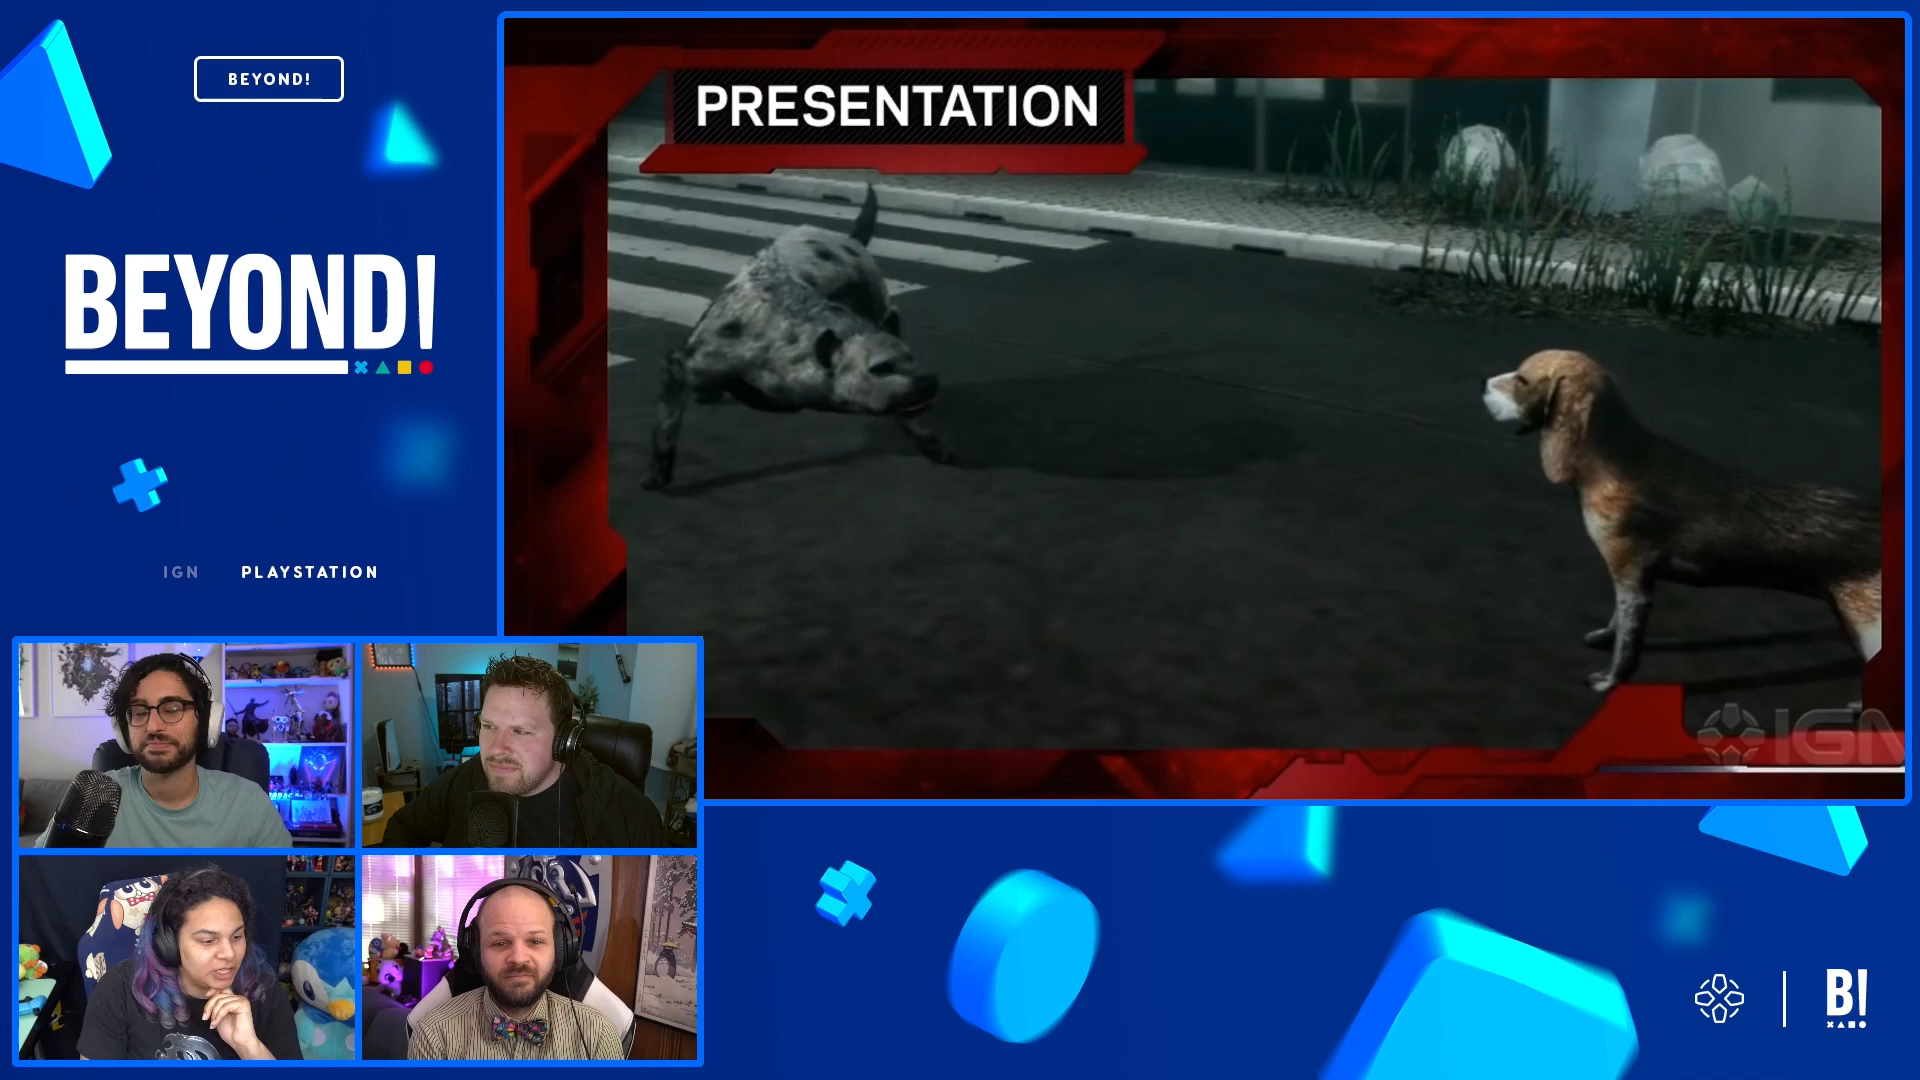 BEYOND!
PRESENTATION
BEYOND!
IGN PLAYSTATION
IGN
B!